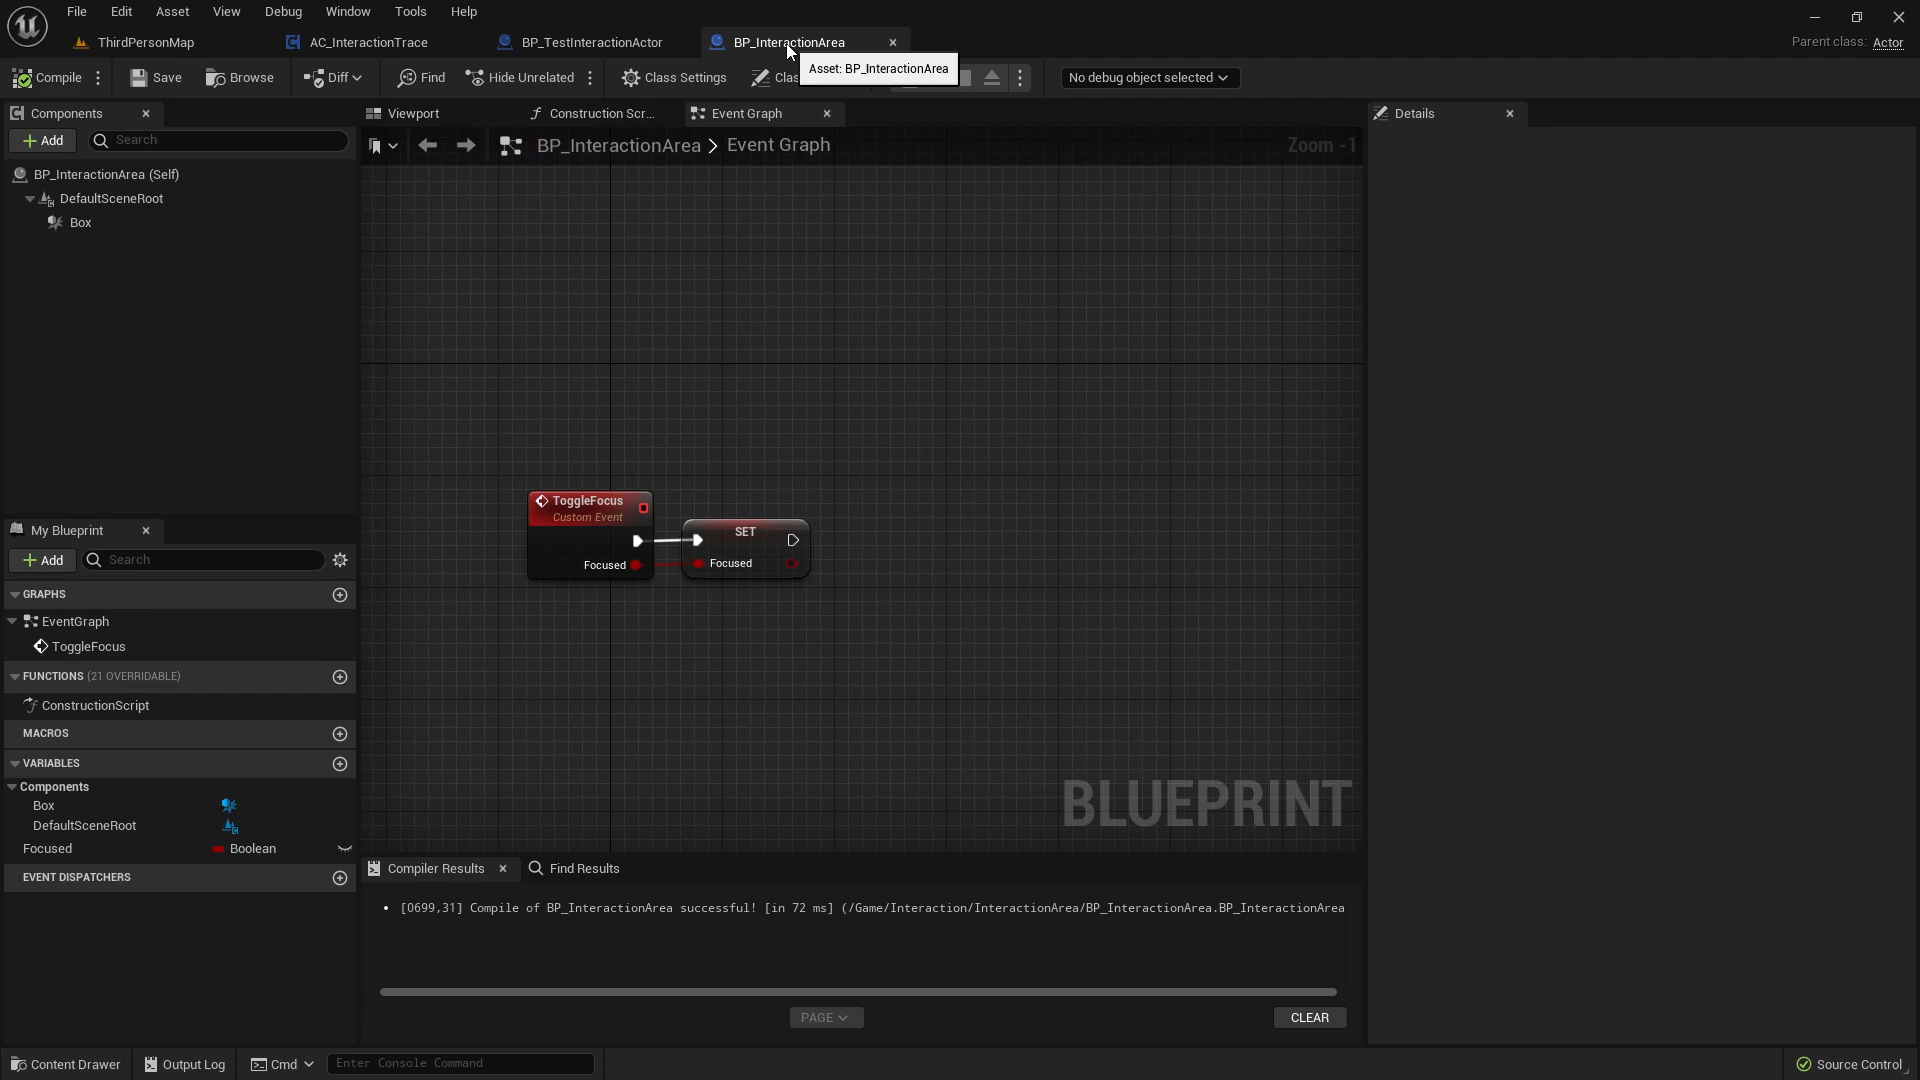 File Edit Asset View Debug Window Tools Help
ThirdPersonMap AC_InteractionTrace BP_TestInteractionActor BP_InteractionArea Parent class: Actor
Asset: BP_InteractionArea
Compile Save Browse Diff Find Hide Unrelated Class Settings Clas No debug object selected
Components Viewport Construction Scr... Event Graph Details
Add Search
BP_InteractionArea > Event Graph Zoom -1
BP_InteractionArea (Self)
DefaultSceneRoot
Box
ToggleFocus
Custom Event
Focused
SET
Focused
BLUEPRINT
My Blueprint
Add Search
GRAPHS
EventGraph
ToggleFocus
FUNCTIONS (21 OVERRIDABLE)
ConstructionScript
MACROS
VARIABLES
Components
Box
DefaultSceneRoot
Focused Boolean
EVENT DISPATCHERS
Compiler Results Find Results
• [0699,31] Compile of BP_InteractionArea successful! [in 72 ms] (/Game/Interaction/InteractionArea/BP_InteractionArea.BP_InteractionArea
PAGE CLEAR
Content Drawer Output Log Cmd Enter Console Command Source Control